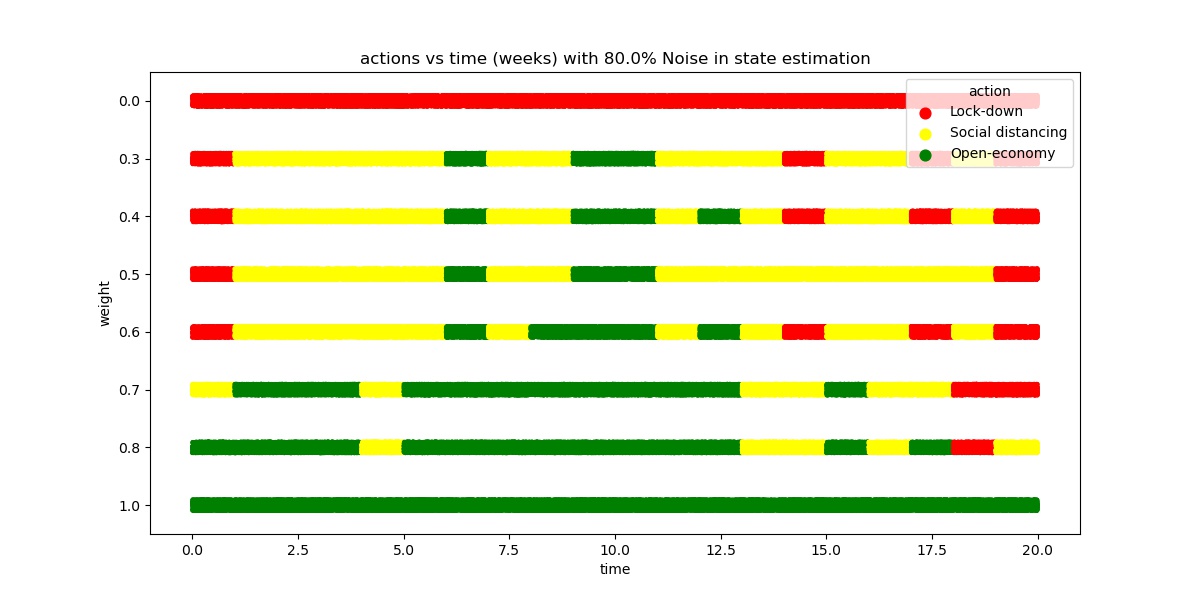 actions vs time (weeks) with 80.0% Noise in state estimation
action
Lock-down
Social distancing
Open-economy
weight
0.0
0.3
0.4
0.5
0.6
0.7
0.8
1.0
0.0 2.5 5.0 7.5 10.0 12.5 15.0 17.5 20.0
time